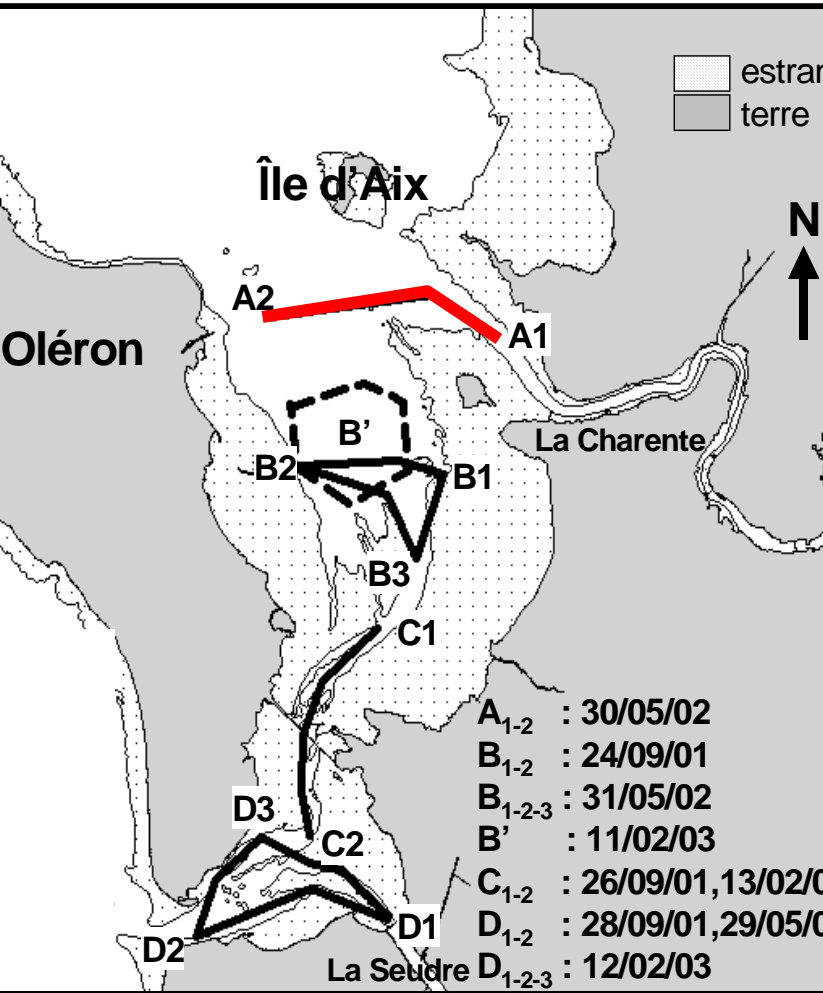 estran
terre
Île d'Aix
N
A2
A1
Oléron
B'
La Charente
B2
B1
B3
C1
A1-2 : 30/05/02
B1-2 : 24/09/01
B1-2-3 : 31/05/02
D3
C2
B' : 11/02/03
C1-2 : 26/09/01,13/02/0
D1
D1-2 : 28/09/01,29/05/0
D2
La Seudre
D1-2-3 : 12/02/03